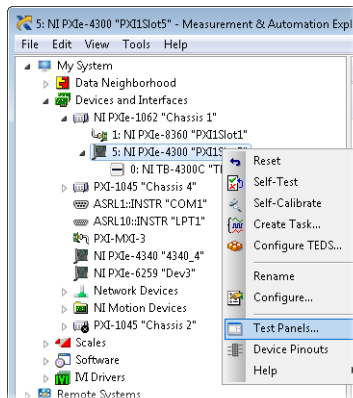 5: NI PXIe-4300 "PXI1Slot5" - Measurement & Automation Expl
File Edit View Tools Help
My System
Data Neighborhood
Devices and Interfaces
NI PXIe-1062 "Chassis 1"
1: NI PXIe-8360 "PXI1Slot1"
5: NI PXIe-4300
0: NI TB-4300C
PXI-1045 "Chassis 4"
ASRL1::INSTR "COM1"
ASRL10::INSTR "LPT1"
PXI-MXI-3
NI PXIe-4340 "4340_4"
NI PXIe-6259 "Dev3"
Network Devices
NI Motion Devices
PXI-1045 "Chassis 2"
Scales
Software
IVI Drivers
Remote Systems
Reset
Self-Test
Self-Calibrate
Create Task...
Configure TEDS...
Rename
Configure...
Test Panels...
Device Pinouts
Help